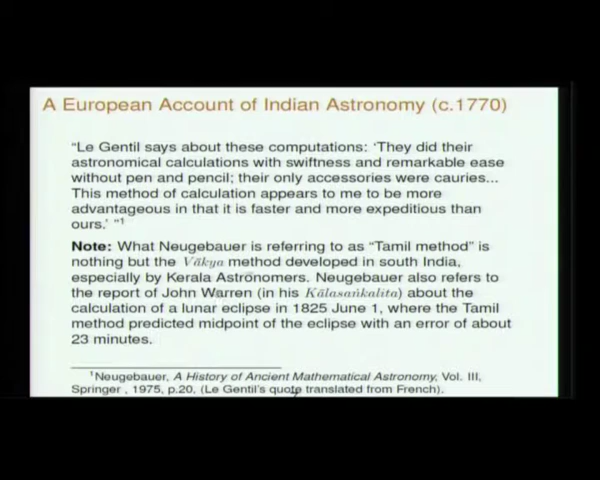 A European Account of Indian Astronomy (c.1770)
"Le Gentil says about these computations: 'They did their
astronomical calculations with swiftness and remarkable ease
without pen and pencil; their only accessories were cauries...
This method of calculation appears to me to be more
advantageous in that it is faster and more expeditious than
ours.' "1
Note: What Neugebauer is referring to as "Tamil method" is
nothing but the Vākya method developed in south India,
especially by Kerala Astronomers. Neugebauer also refers to
the report of John Warren (in his Kālasaṅkalita) about the
calculation of a lunar eclipse in 1825 June 1, where the Tamil
method predicted midpoint of the eclipse with an error of about
23 minutes.
1Neugebauer, A History of Ancient Mathematical Astronomy, Vol. III,
Springer , 1975, p.20, (Le Gentil's quote translated from French).